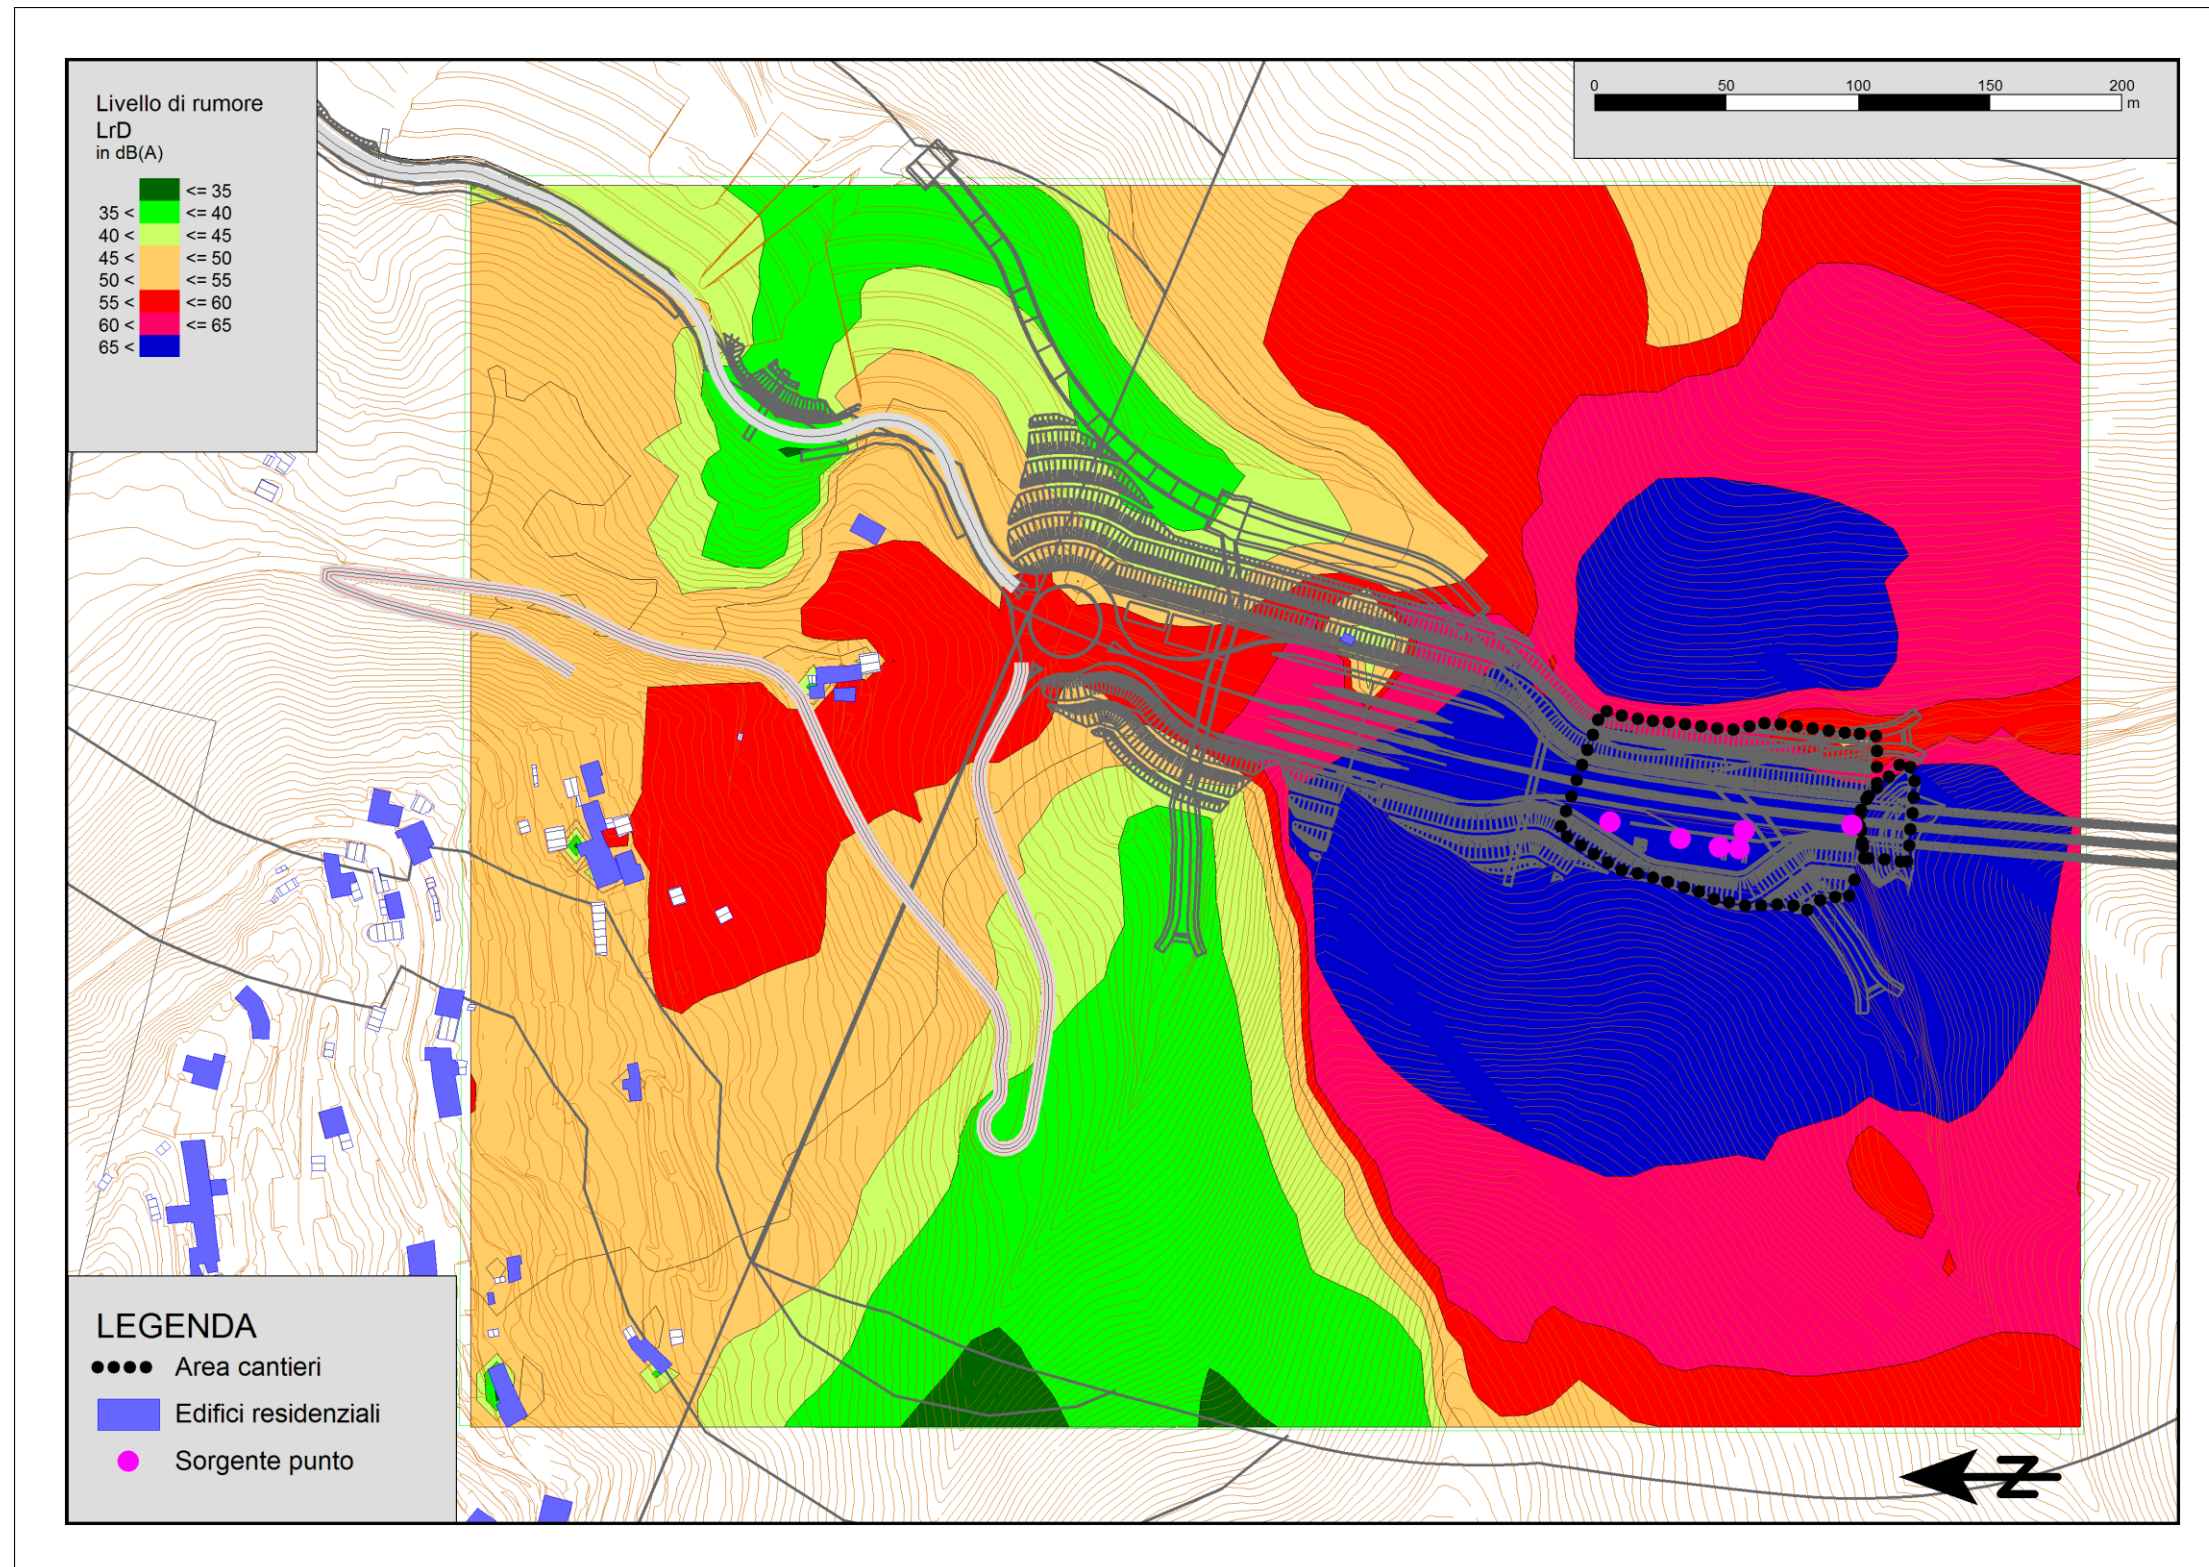 Livello di rumore
LrD
in dB(A)
<= 35
35 < <= 40
40 < <= 45
45 < <= 50
50 < <= 55
55 < <= 60
60 < <= 65
65 <
0 50 100 150 200
m
LEGENDA
Area cantieri
Edifici residenziali
Sorgente punto
N